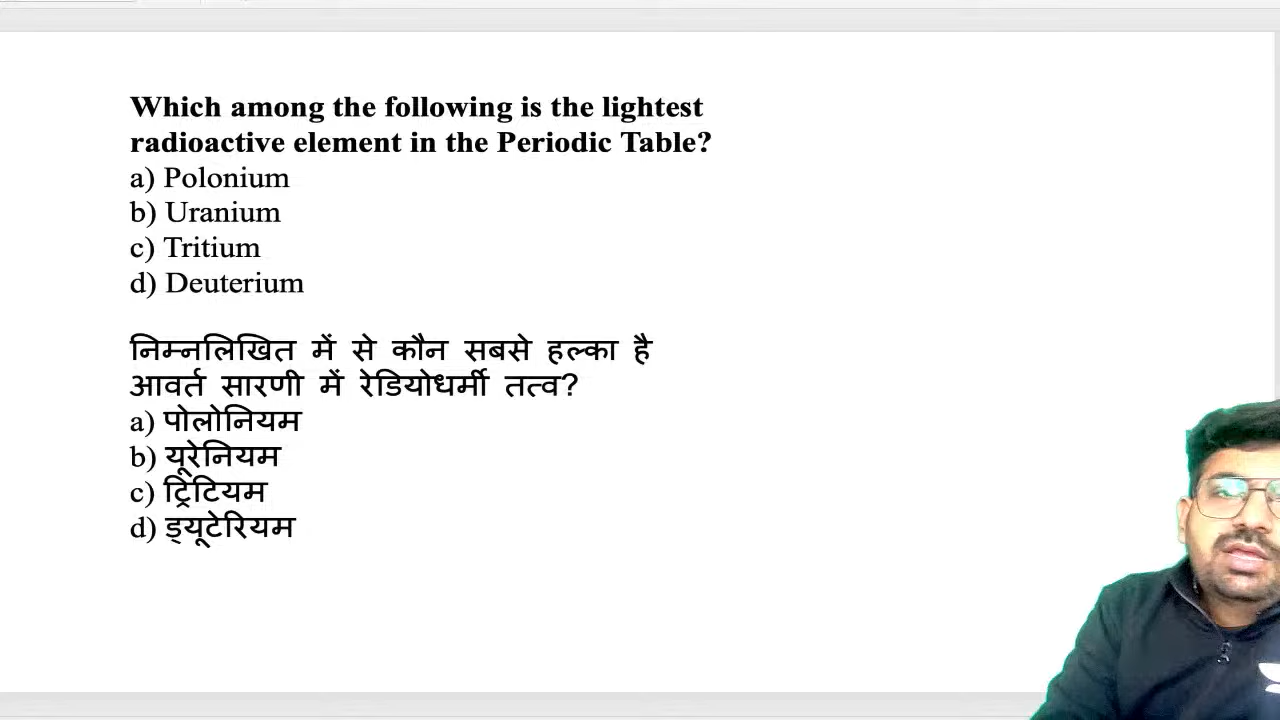 Which among the following is the lightest
radioactive element in the Periodic Table?
a) Polonium
b) Uranium
c) Tritium
d) Deuterium
निम्नलिखित में से कौन सबसे हल्का है
आवर्त सारणी में रेडियोधर्मी तत्व?
a) पोलोनियम
b) यूरेनियम
c) ट्रिटियम
d) ड्यूटेरियम